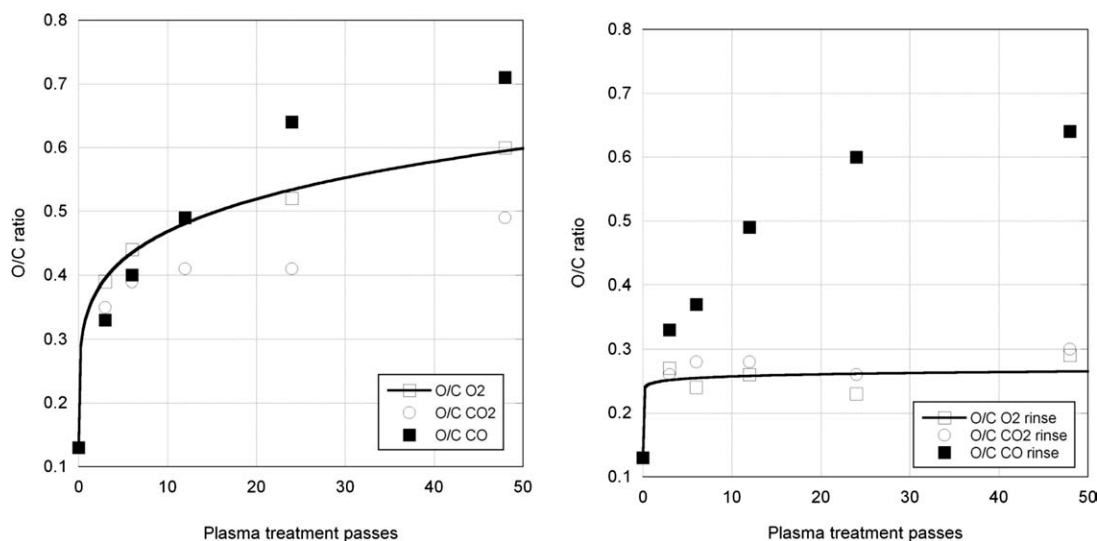 0.8
0.7
0.6
0.5
0.4
0.3
0.2
0.1
O/C ratio
0
10
20
30
40
50
Plasma treatment passes
O/C O2
O/C CO2
O/C CO
0.8
0.7
0.6
0.5
0.4
0.3
0.2
0.1
O/C ratio
0
10
20
30
40
50
Plasma treatment passes
O/C O2 rinse
O/C CO2 rinse
O/C CO rinse